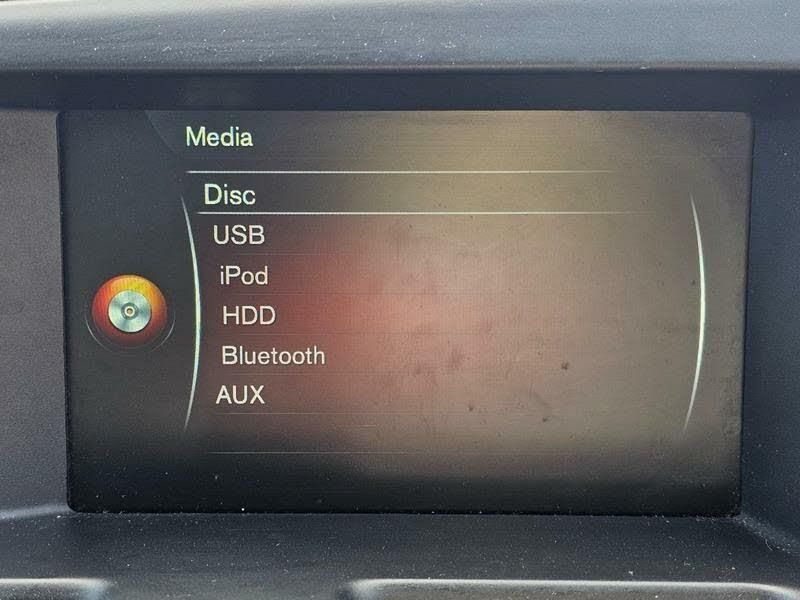 Media
Disc
USB
iPod
HDD
Bluetooth
AUX